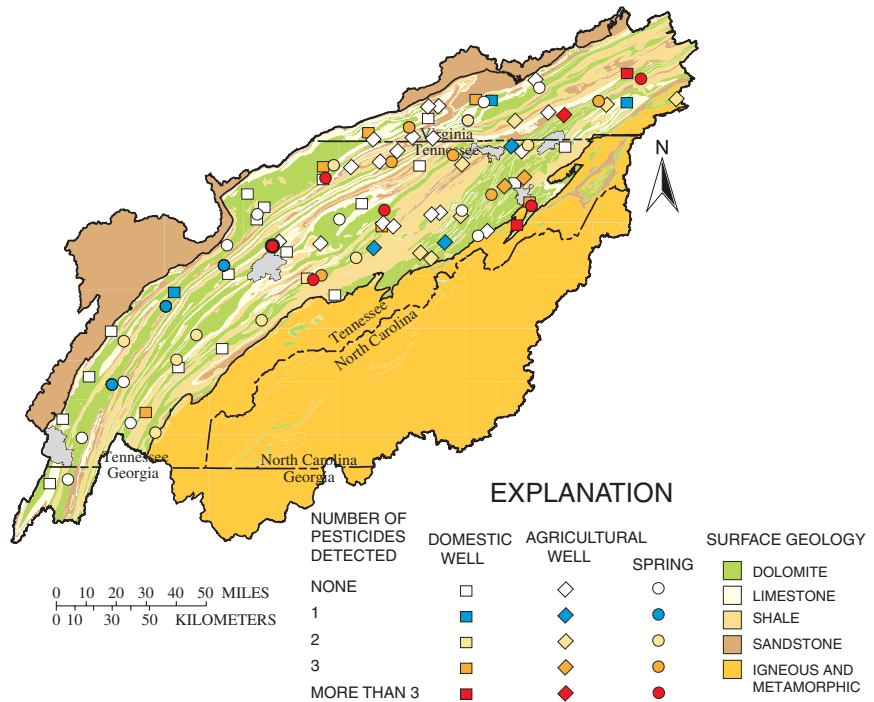 Virginia
Tennessee
N
Tennessee
North Carolina
Tennessee
Georgia
North Carolina
Georgia
EXPLANATION
NUMBER OF
PESTICIDES
DETECTED
DOMESTIC
WELL
AGRICULTURAL
WELL
SPRING
SURFACE GEOLOGY
NONE
1
2
3
MORE THAN 3
DOLOMITE
LIMESTONE
SHALE
SANDSTONE
IGNEOUS AND
METAMORPHIC
0 10 20 30 40 50 MILES
0 10 30 50 KILOMETERS